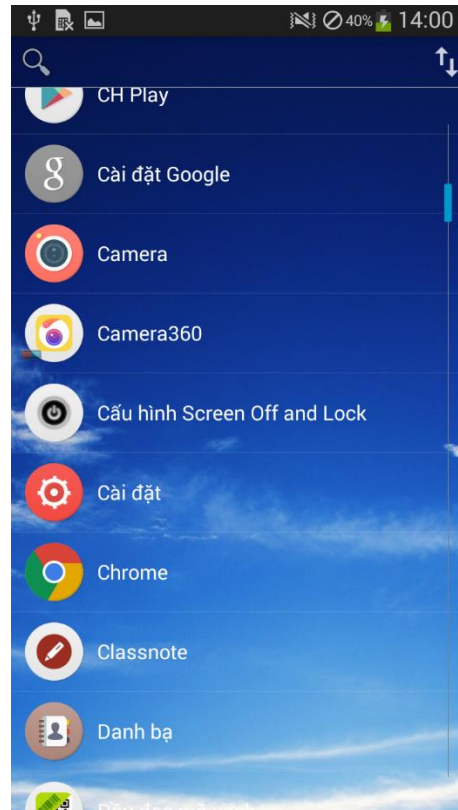 40% 14:00
CH Play
Cài đặt Google
Camera
Camera360
Cấu hình Screen Off and Lock
Cài đặt
Chrome
Classnote
Danh bạ